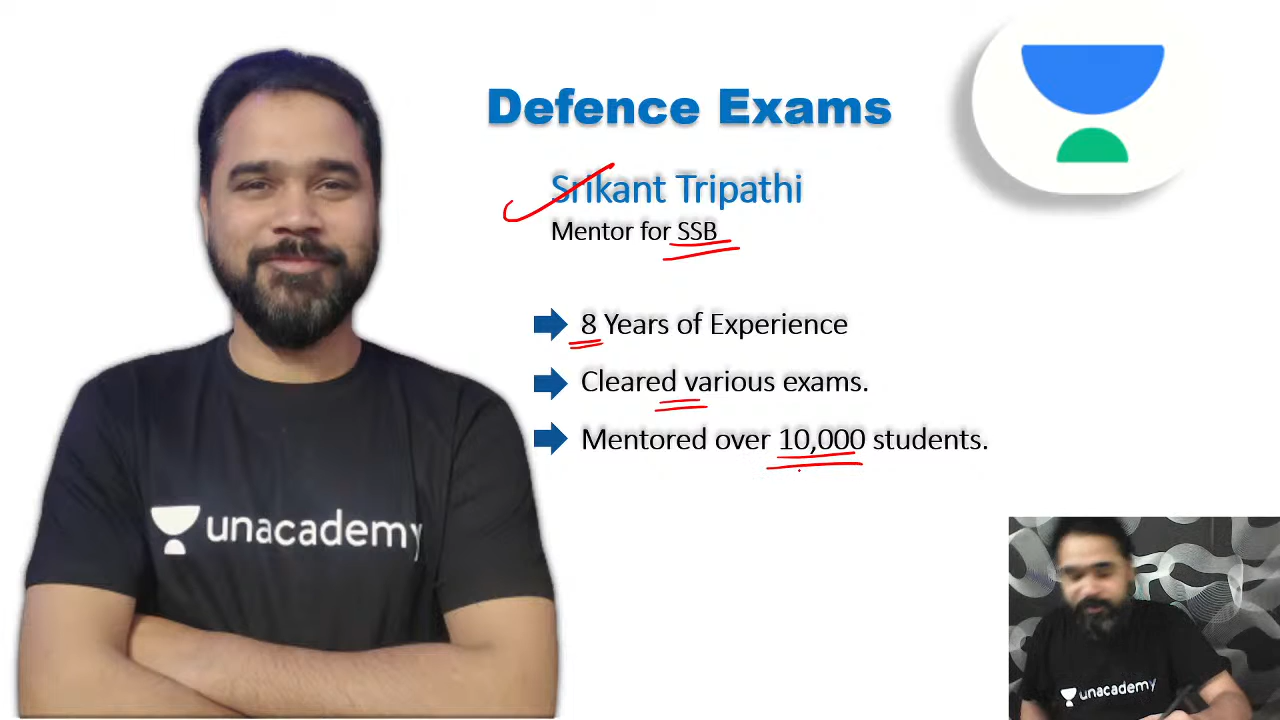 Defence Exams
Srikant Tripathi
Mentor for SSB
8 Years of Experience
Cleared various exams.
Mentored over 10,000 students.
unacademy
unacademy